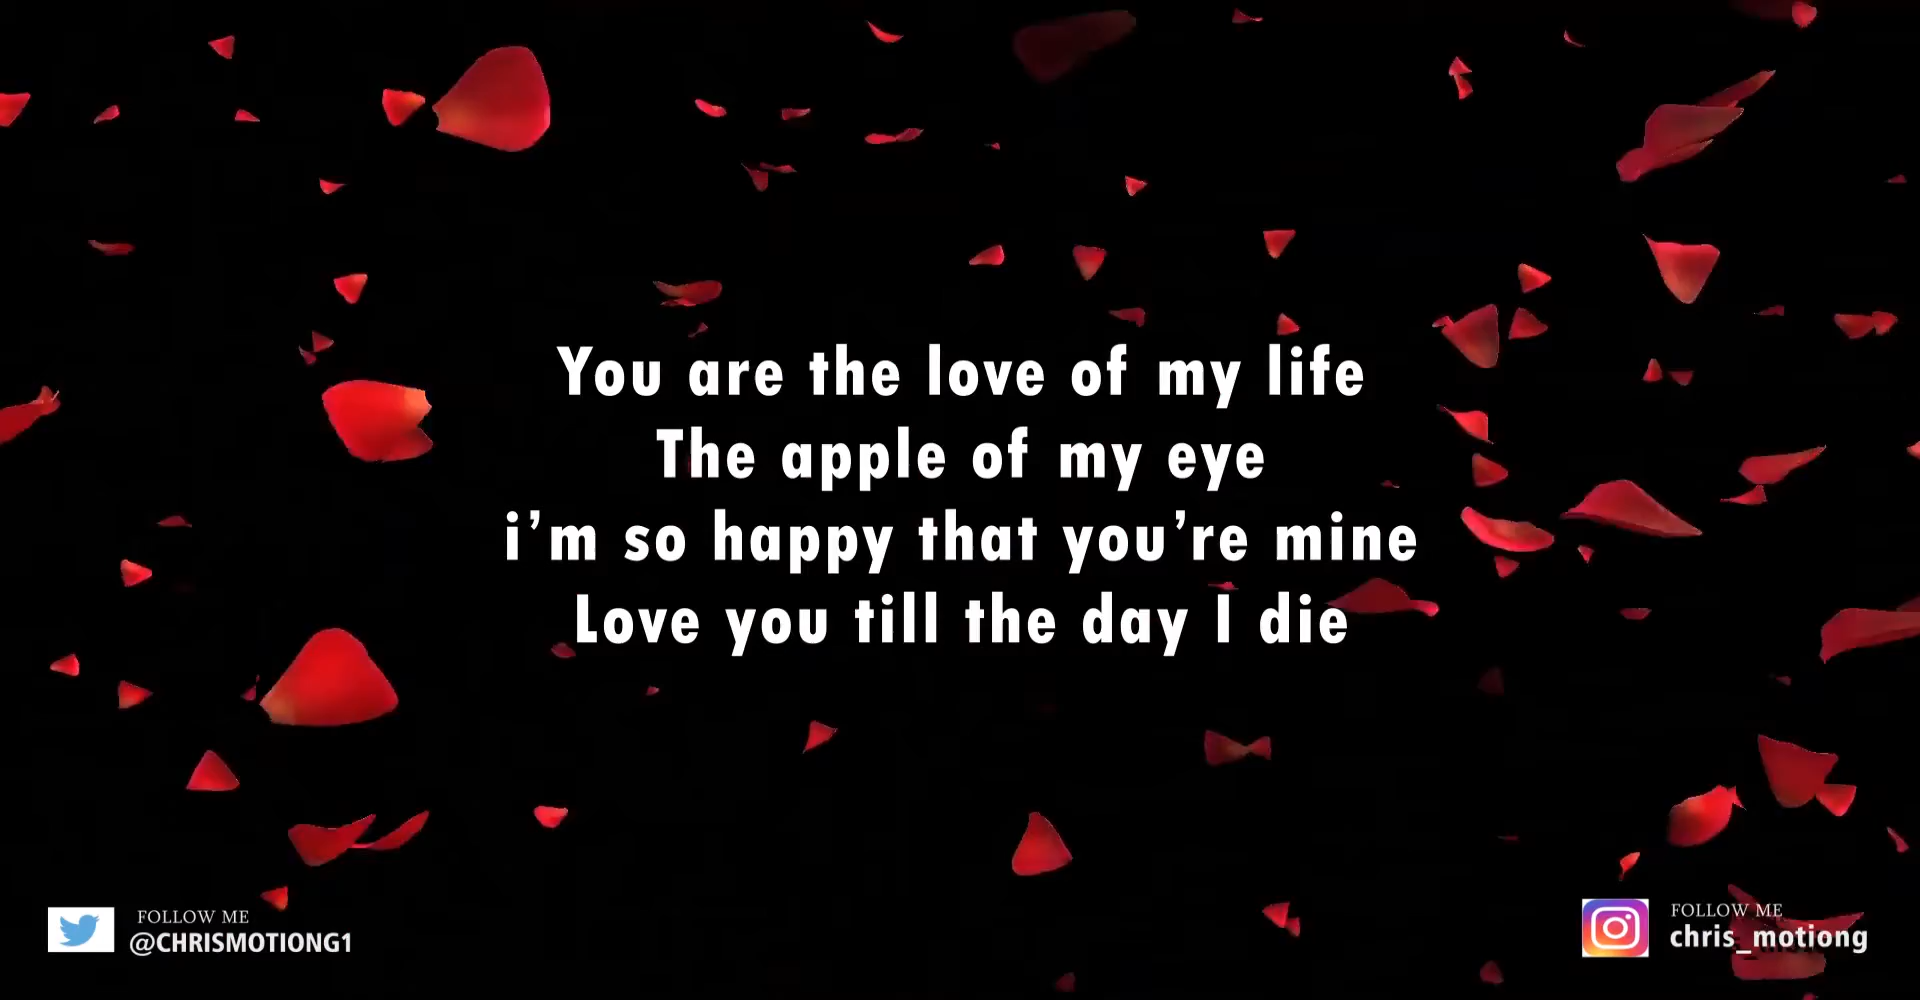 You are the love of my life
The apple of my eye
i’m so happy that you’re mine
Love you till the day I die
FOLLOW ME
@CHRISMOTIONG1
FOLLOW ME
chris_motiong